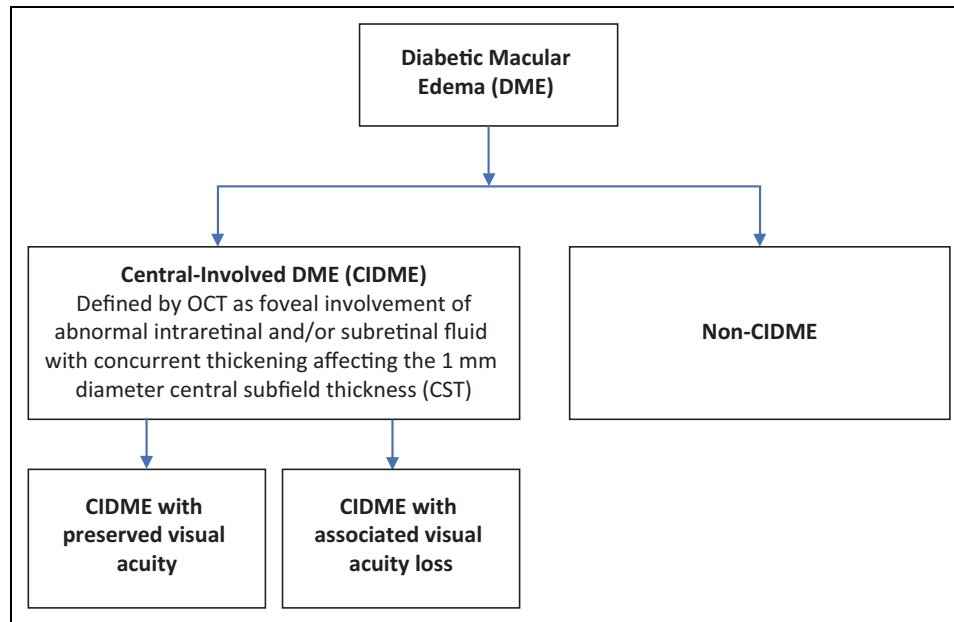 Diabetic Macular
Edema (DME)
Central-Involved DME (CIDME)
Defined by OCT as foveal involvement of
abnormal intraretinal and/or subretinal fluid
with concurrent thickening affecting the 1 mm
diameter central subfield thickness (CST)
Non-CIDME
CIDME with
preserved visual
acuity
CIDME with
associated visual
acuity loss